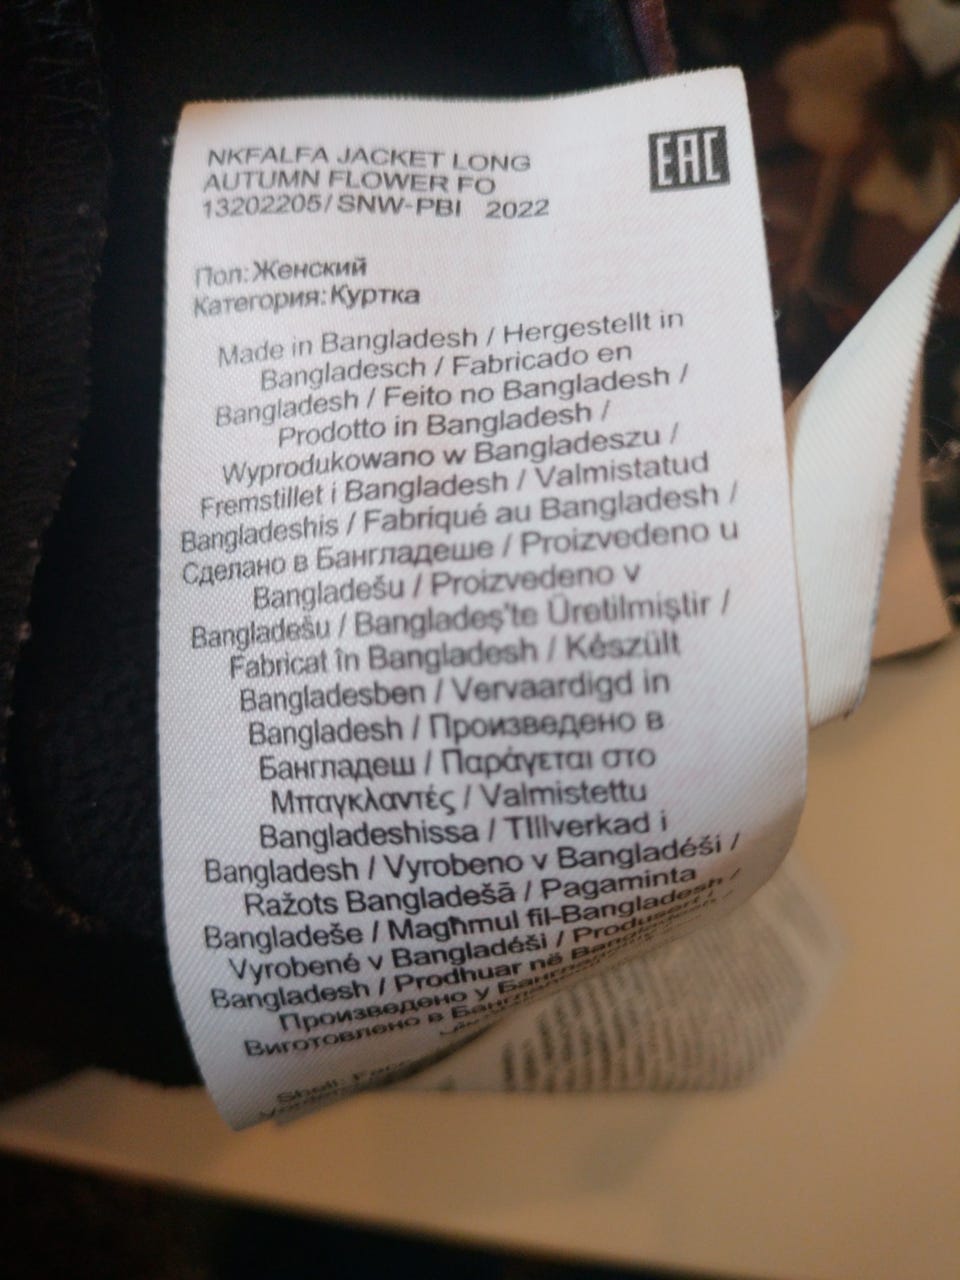 NKFALFA JACKET LONG
AUTUMN FLOWER FO
13202205/SNW-PBI 2022
EAC
Пол:Женский
Категория:Куртка
Made in Bangladesh / Hergestellt in
Bangladesch / Fabricado en
Bangladesh / Feito no Bangladesh /
Prodotto in Bangladesh /
Wyprodukowano w Bangladeszu /
Fremstillet i Bangladesh / Valmistatud
Bangladeshis / Fabriqué au Bangladesh /
Сделано в Бангладеше / Proizvedeno u
Bangladešu / Proizvedeno v
Bangladešu / Bangladeş'te Üretilmiştir /
Fabricat în Bangladesh / Készült
Bangladesben / Vervaardigd in
Bangladesh / Произведено в
Бангладеш / Παράγεται στο
Μπαγκλαντές / Valmistettu
Bangladeshissa / TIllverkad i
Bangladesh / Vyrobeno v Bangladéši /
Ražots Bangladešā / Pagaminta
Bangladeše / Magħmul fil-Bangladesh /
Vyrobené v Bangladéši / Produsert i
Bangladesh / Prodhuar në
Произведено у
Виготовлено в
Shell: